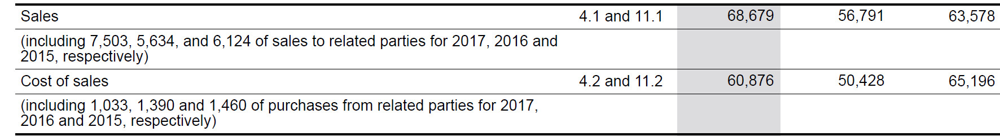 Sales 4.1 and 11.1 68,679 56,791 63,578
(including 7,503, 5,634, and 6,124 of sales to related parties for 2017, 2016 and
2015, respectively)
Cost of sales 4.2 and 11.2 60,876 50,428 65,196
(including 1,033, 1,390 and 1,460 of purchases from related parties for 2017,
2016 and 2015, respectively)